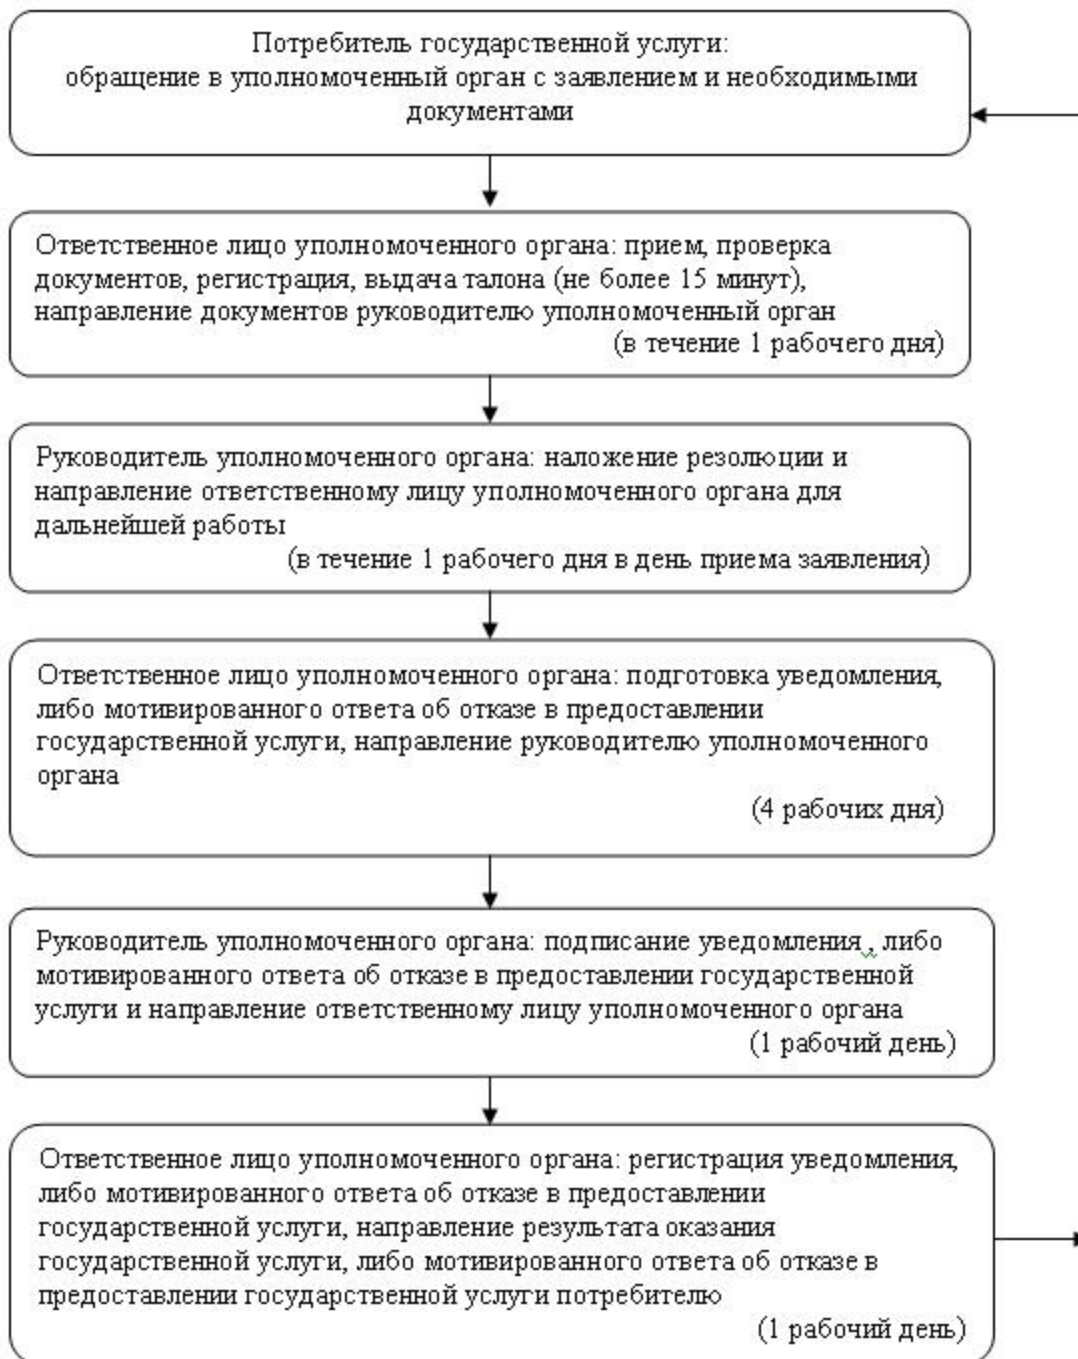 Потребитель государственной услуги:
обращение в уполномоченный орган с заявлением и необходимыми
документами
Ответственное лицо уполномоченного органа: прием, проверка
документов, регистрация, выдача талона (не более 15 минут),
направление документов руководителю уполномоченный орган
(в течение 1 рабочего дня)
Руководитель уполномоченного органа: наложение резолюции и
направление ответственному лицу уполномоченного органа для
дальнейшей работы
(в течение 1 рабочего дня в день приема заявления)
Ответственное лицо уполномоченного органа: подготовка уведомления,
либо мотивированного ответа об отказе в предоставлении
государственной услуги, направление руководителю уполномоченного
органа
(4 рабочих дня)
Руководитель уполномоченного органа: подписание уведомления , либо
мотивированного ответа об отказе в предоставлении государственной
услуги и направление ответственному лицу уполномоченного органа
(1 рабочий день)
Ответственное лицо уполномоченного органа: регистрация уведомления,
либо мотивированного ответа об отказе в предоставлении
государственной услуги, направление результата оказания
государственной услуги, либо мотивированного ответа об отказе в
предоставлении государственной услуги потребителю
(1 рабочий день)